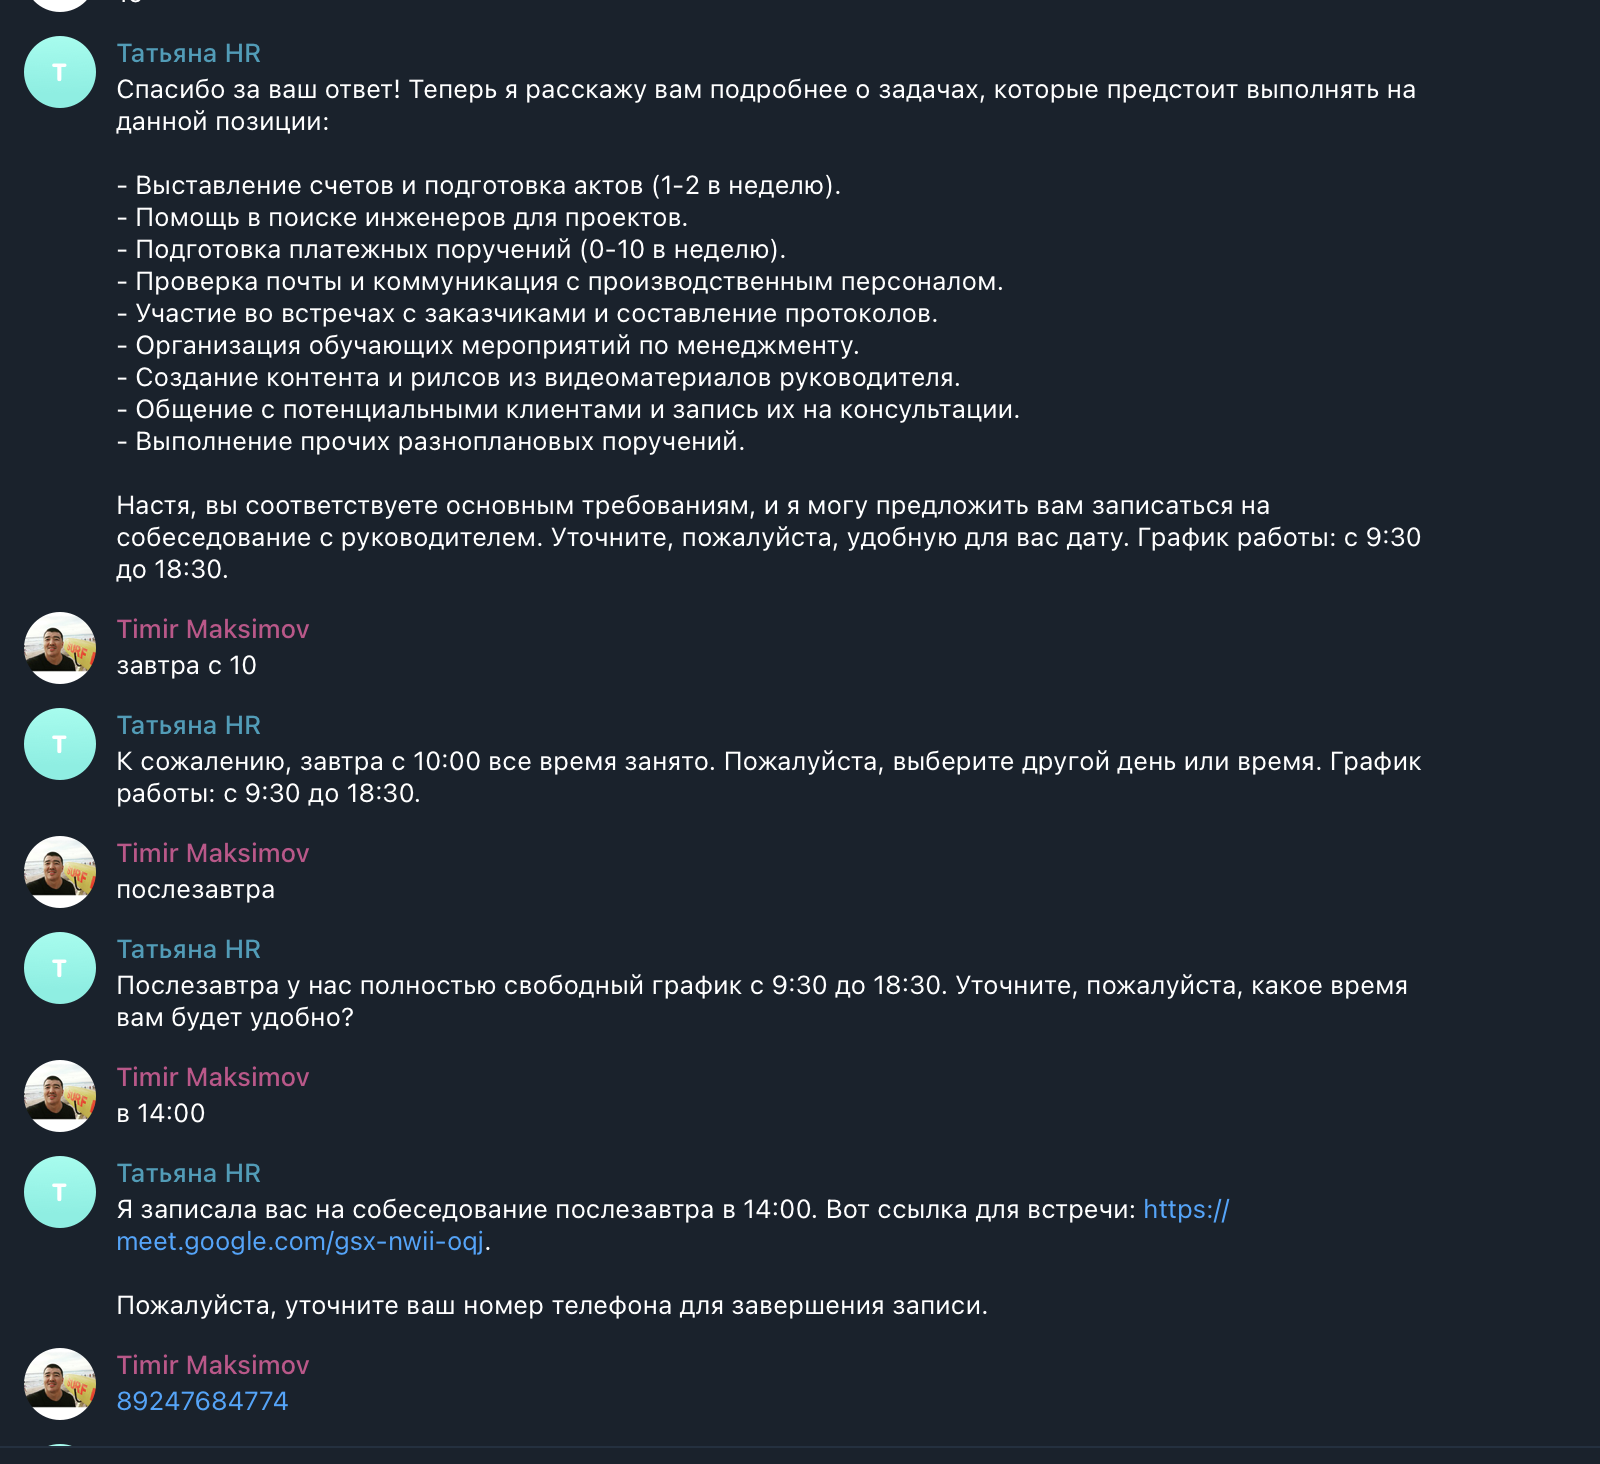 Татьяна HR
Т
Спасибо за ваш ответ! Теперь я расскажу вам подробнее о задачах, которые предстоит выполнять на
данной позиции:
- Выставление счетов и подготовка актов (1-2 в неделю).
- Помощь в поиске инженеров для проектов.
- Подготовка платежных поручений (0-10 в неделю).
- Проверка почты и коммуникация с производственным персоналом.
- Участие во встречах с заказчиками и составление протоколов.
- Организация обучающих мероприятий по менеджменту.
- Создание контента и рилсов из видеоматериалов руководителя.
- Общение с потенциальными клиентами и запись их на консультации.
- Выполнение прочих разноплановых поручений.
Настя, вы соответствуете основным требованиям, и я могу предложить вам записаться на
собеседование с руководителем. Уточните, пожалуйста, удобную для вас дату. График работы: с 9:30
до 18:30.
Timir Maksimov
завтра с 10
Татьяна HR
Т
К сожалению, завтра с 10:00 все время занято. Пожалуйста, выберите другой день или время. График
работы: с 9:30 до 18:30.
Timir Maksimov
послезавтра
Татьяна HR
Т
Послезавтра у нас полностью свободный график с 9:30 до 18:30. Уточните, пожалуйста, какое время
вам будет удобно?
Timir Maksimov
в 14:00
Татьяна HR
Т
Я записала вас на собеседование послезавтра в 14:00. Вот ссылка для встречи: https://
meet.google.com/gsx-nwii-oqj.
Пожалуйста, уточните ваш номер телефона для завершения записи.
Timir Maksimov
89247684774